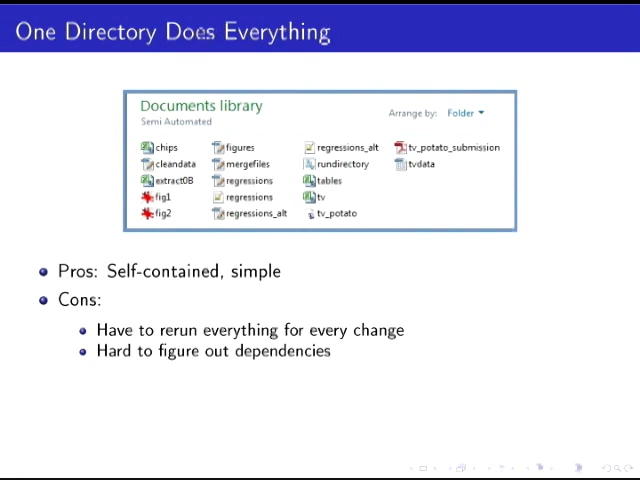 One Directory Does Everything
Documents library
Semi Automated
Arrange by: Folder
chips figures regressions_alt tv_potato_submission
cleandata mergefiles rundirectory tvdata
extract0B regressions tables
fig1 regressions tv
fig2 regressions_alt tv_potato
Pros: Self-contained, simple
Cons:
Have to rerun everything for every change
Hard to figure out dependencies